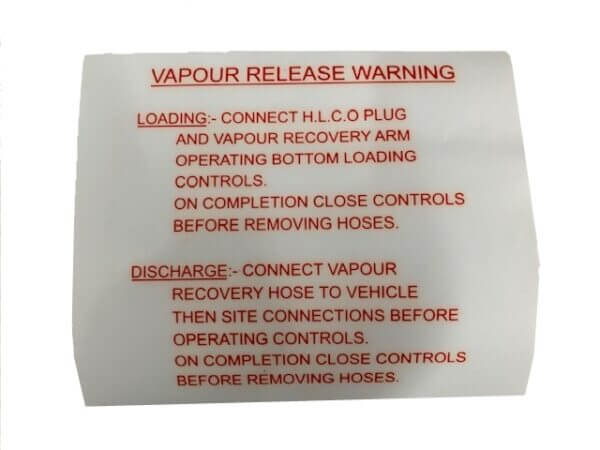 VAPOUR RELEASE WARNING
LOADING:- CONNECT H.L.C.O PLUG
AND VAPOUR RECOVERY ARM
OPERATING BOTTOM LOADING
CONTROLS.
ON COMPLETION CLOSE CONTROLS
BEFORE REMOVING HOSES.
DISCHARGE:- CONNECT VAPOUR
RECOVERY HOSE TO VEHICLE
THEN SITE CONNECTIONS BEFORE
OPERATING CONTROLS.
ON COMPLETION CLOSE CONTROLS
BEFORE REMOVING HOSES.